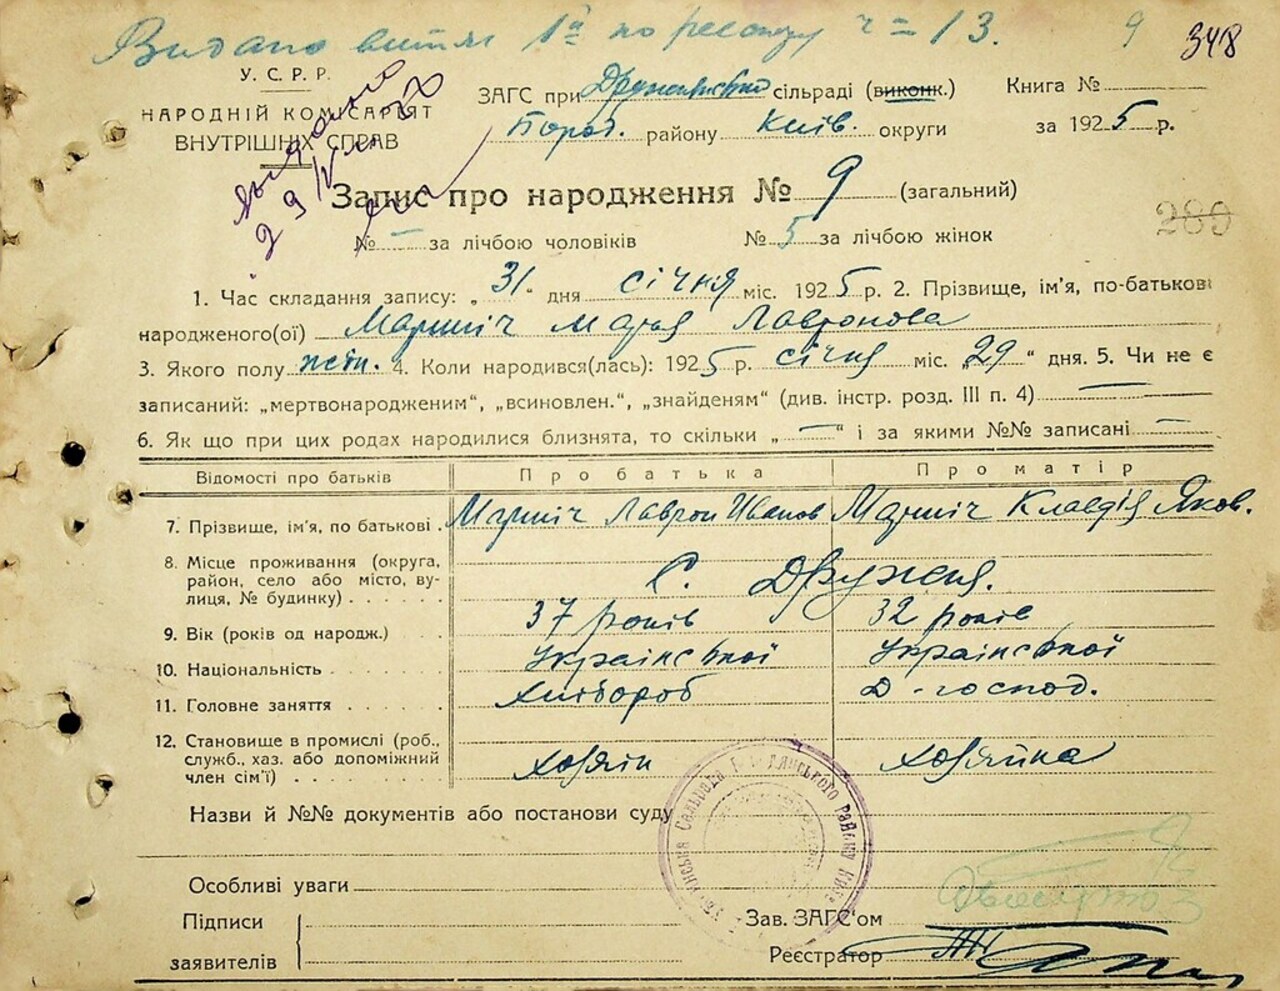 Видано витяг 1й по реєстру ч = 13. 9 348
У. С. Р. Р.
НАРОДНІЙ КОМІСАРІЯТ
ВНУТРІШНІХ СПРАВ
ЗАГС при Дружнянській сільраді (виконк.) Книга №
Бород. району Київ. округи за 1925 р.
Запис про народження № 9 (загальний)
№ – за лічбою чоловіків № 5 за лічбою жінок
289
1. Час складання запису: „31“ дня січня міс. 1925 р. 2. Прізвище, ім’я, по-батькові
народженого(ої) Марія Лавронова
3. Якого полу жін. 4. Коли народився(лась): 1925 р. січня міс. „29“ дня. 5. Чи не є
записаний: „мертвонародженим“, „всиновлен.“, „знайденям“ (див. інстр. розд. III п. 4) —
6. Як що при цих родах народилися близнята, то скільки „—“ і за якими №№ записані —
Відомості про батьків Про батька Про матір
7. Прізвище, ім’я, по батькові . Лаврон Иванов Клавдія Яков.
8. Місце проживання (округа,
район, село або місто, ву-
лиця, № будинку) . . . . . . С. Дружня.
9. Вік (років од народж.) . . . 37 років 32 років
10. Національність . . . . . . Української Української
11. Головне заняття . . . . . . Хлібороб Д-господ.
12. Становище в промислі (роб.,
служб., хаз. або допоміжний
член сім’ї) . . . . . . . . . Хозяїн Хозяйка
Назви й №№ документів або постанови суду
Особливі уваги
Підписи
заявителів
Зав. ЗАГС’ом
Реєстратор